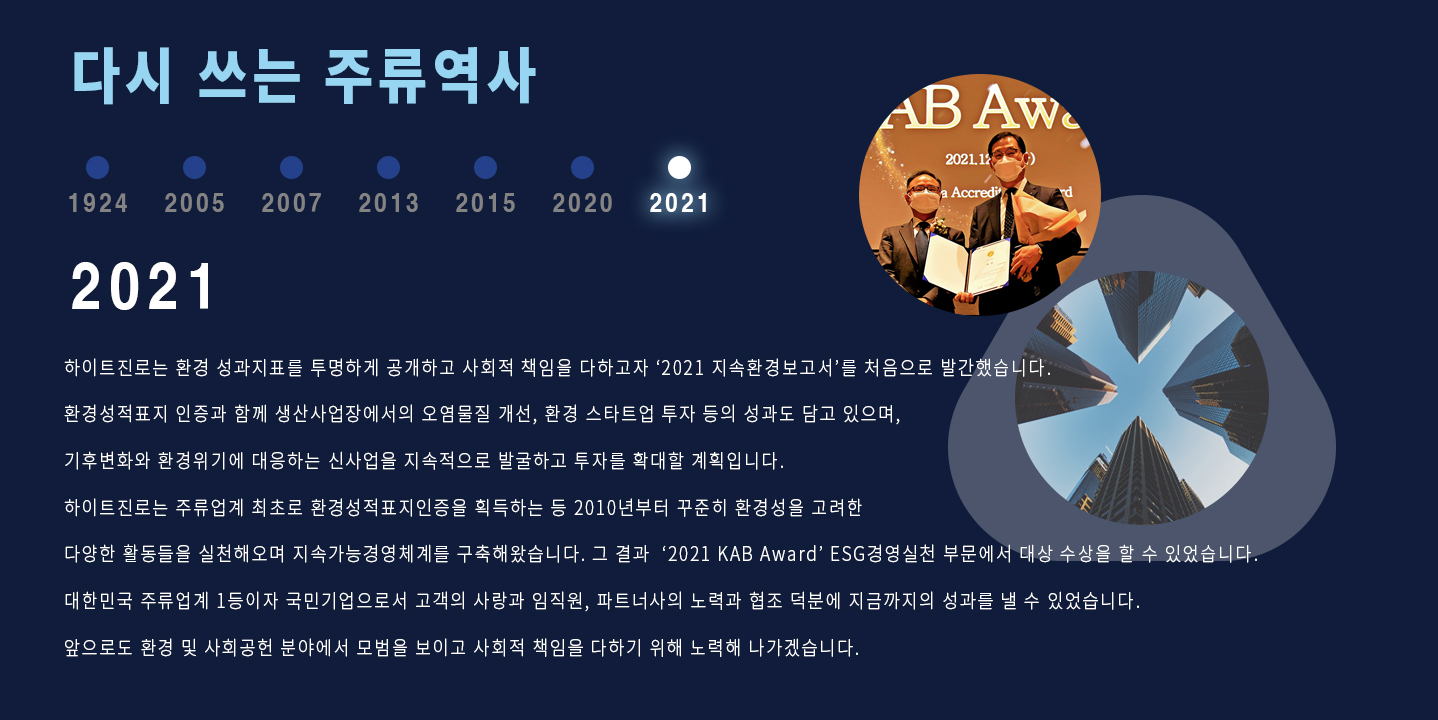 다시 쓰는 주류역사
1924 2005 2007 2013 2015 2020 2021
2021
AB Awa
2021.12
a Accredi
rd
하이트진로는 환경 성과지표를 투명하게 공개하고 사회적 책임을 다하고자 ‘2021 지속환경보고서’를 처음으로 발간했습니다.
환경성적표지 인증과 함께 생산사업장에서의 오염물질 개선, 환경 스타트업 투자 등의 성과도 담고 있으며,
기후변화와 환경위기에 대응하는 신사업을 지속적으로 발굴하고 투자를 확대할 계획입니다.
하이트진로는 주류업계 최초로 환경성적표지인증을 획득하는 등 2010년부터 꾸준히 환경성을 고려한
다양한 활동들을 실천해오며 지속가능경영체계를 구축해왔습니다. 그 결과 ‘2021 KAB Award’ ESG경영실천 부문에서 대상 수상을 할 수 있었습니다.
대한민국 주류업계 1등이자 국민기업으로서 고객의 사랑과 임직원, 파트너사의 노력과 협조 덕분에 지금까지의 성과를 낼 수 있었습니다.
앞으로도 환경 및 사회공헌 분야에서 모범을 보이고 사회적 책임을 다하기 위해 노력해 나가겠습니다.